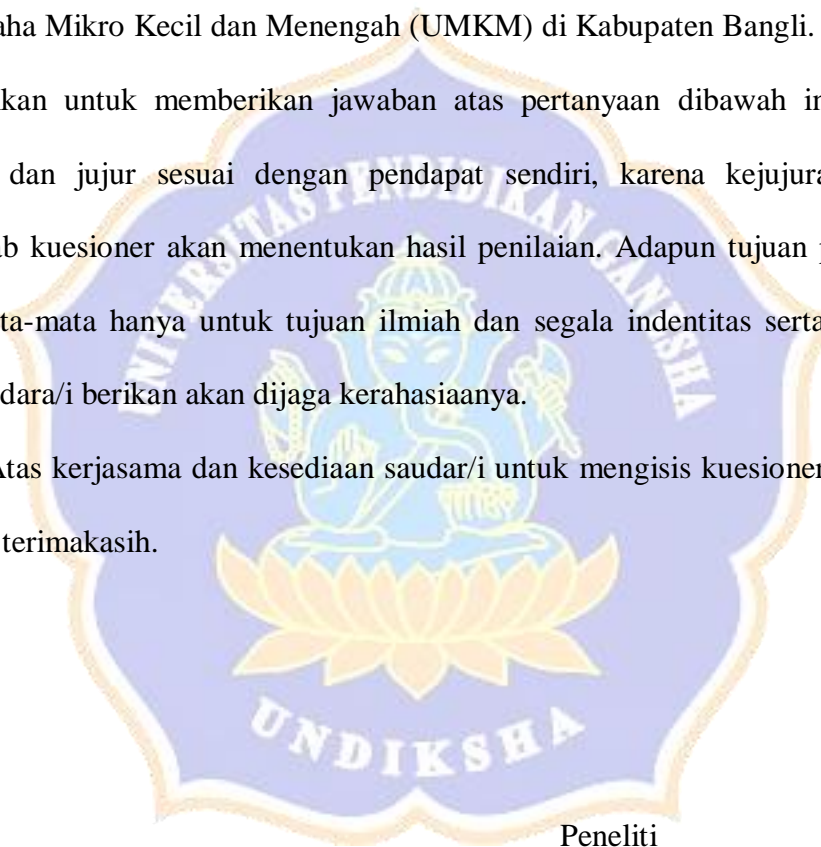 aha Mikro Kecil dan Menengah (UMKM) di Kabupaten Bangli.
kan untuk memberikan jawaban atas pertanyaan dibawah in
dan jujur sesuai dengan pendapat sendiri, karena kejujura
ab kuesioner akan menentukan hasil penilaian. Adapun tujuan p
ta-mata hanya untuk tujuan ilmiah dan segala indentitas serta
dara/i berikan akan dijaga kerahasiaanya.
Atas kerjasama dan kesediaan saudar/i untuk mengisis kuesioner
terimakasih.
UNIVERSITAS PENDIDIKAN GANESHA
UNDIKSHA
Peneliti